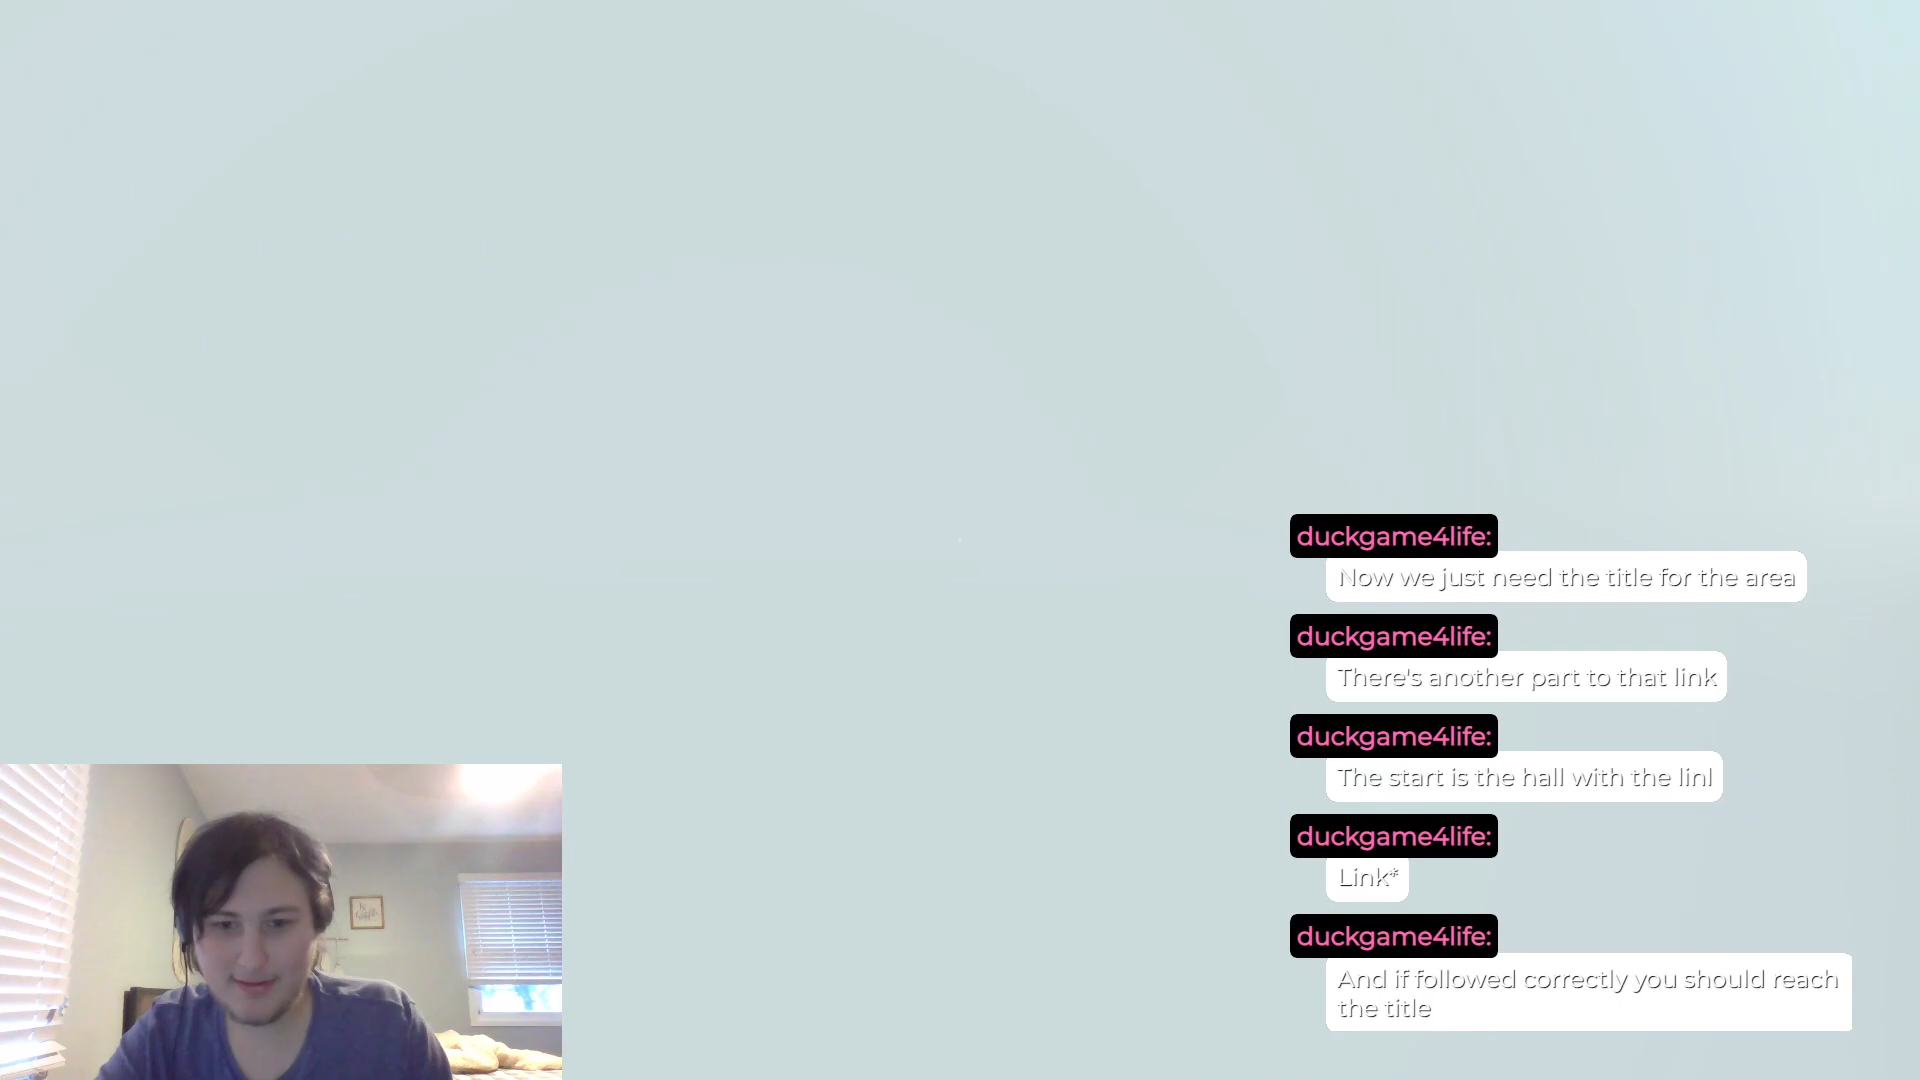 duckgame4life:
Now we just need the title for the area
duckgame4life:
There's another part to that link
duckgame4life:
The start is the hall with the linl
duckgame4life:
Link*
duckgame4life:
And if followed correctly you should reach
the title